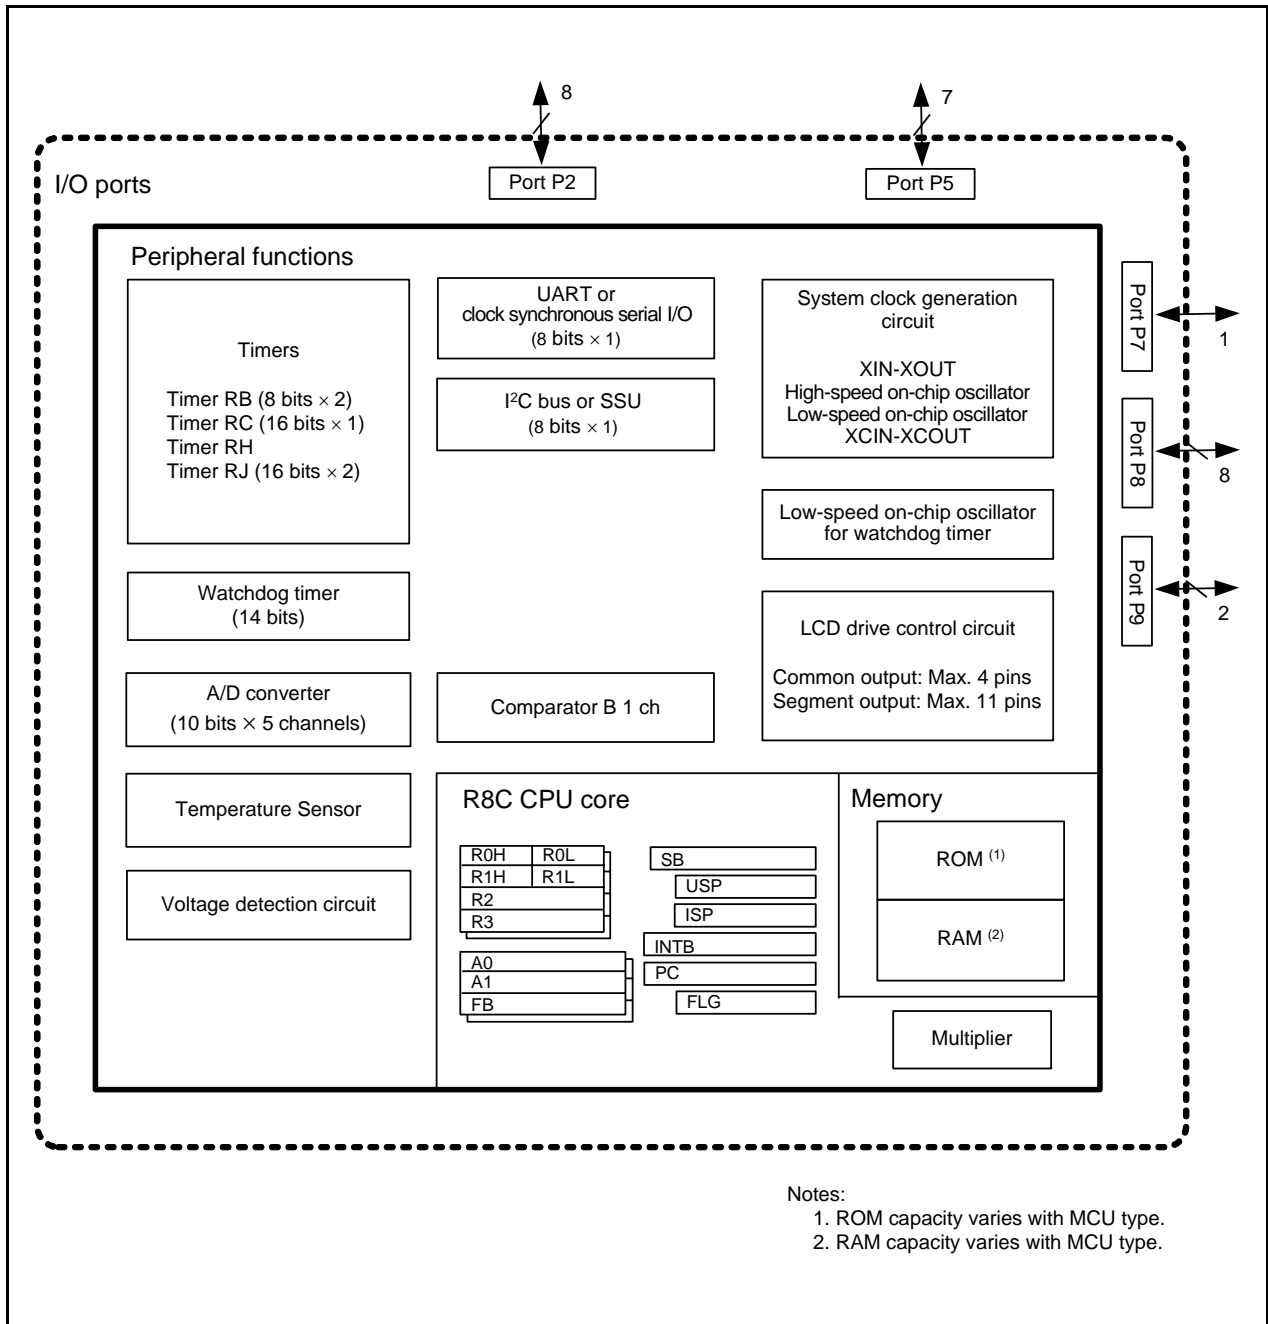 8
7
I/O ports
Port P2
Port P5
Peripheral functions
Timers
Timer RB (8 bits × 2)
Timer RC (16 bits × 1)
Timer RH
Timer RJ (16 bits × 2)
UART or
clock synchronous serial I/O
(8 bits × 1)
I²C bus or SSU
(8 bits × 1)
System clock generation
circuit
XIN-XOUT
High-speed on-chip oscillator
Low-speed on-chip oscillator
XCIN-XCOUT
Port P7
1
Port P8
8
Port P9
2
Low-speed on-chip oscillator
for watchdog timer
Watchdog timer
(14 bits)
LCD drive control circuit
Common output: Max. 4 pins
Segment output: Max. 11 pins
A/D converter
(10 bits × 5 channels)
Comparator B 1 ch
Temperature Sensor
Voltage detection circuit
R8C CPU core
R0H R0L
R1H R1L
R2
R3
A0
A1
FB
SB
USP
ISP
INTB
PC
FLG
Memory
ROM (1)
RAM (2)
Multiplier
Notes:
1. ROM capacity varies with MCU type.
2. RAM capacity varies with MCU type.